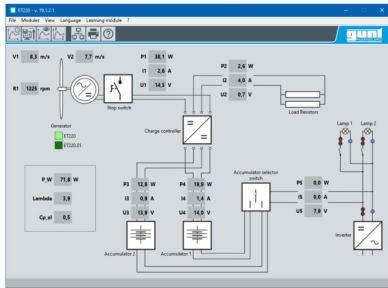 ET220 – v. 19.1.2.1
File Modules View Language Learning module ?
gunt
V1 8,3 m/s V2 7,7 m/s P1 38,1 W
I1 2,6 A
U1 14,5 V
P2 2,6 W
I2 4,0 A
U2 0,7 V
R1 1225 rpm
Stop switch
Load Resistors
Generator
ET220
ET220.01
Charge controller
Lamp 1 Lamp 2
Accumulator selector
switch
P_W 71,8 W
Lambda 3,9
Cp_el 0,5
P3 12,9 W
I3 0,9 A
U3 13,9 V
P4 19,9 W
I4 1,4 A
U4 14,0 V
P5 0,0 W
I5 0,0 A
U5 7,9 V
Accumulator 2 Accumulator 1
Inverter